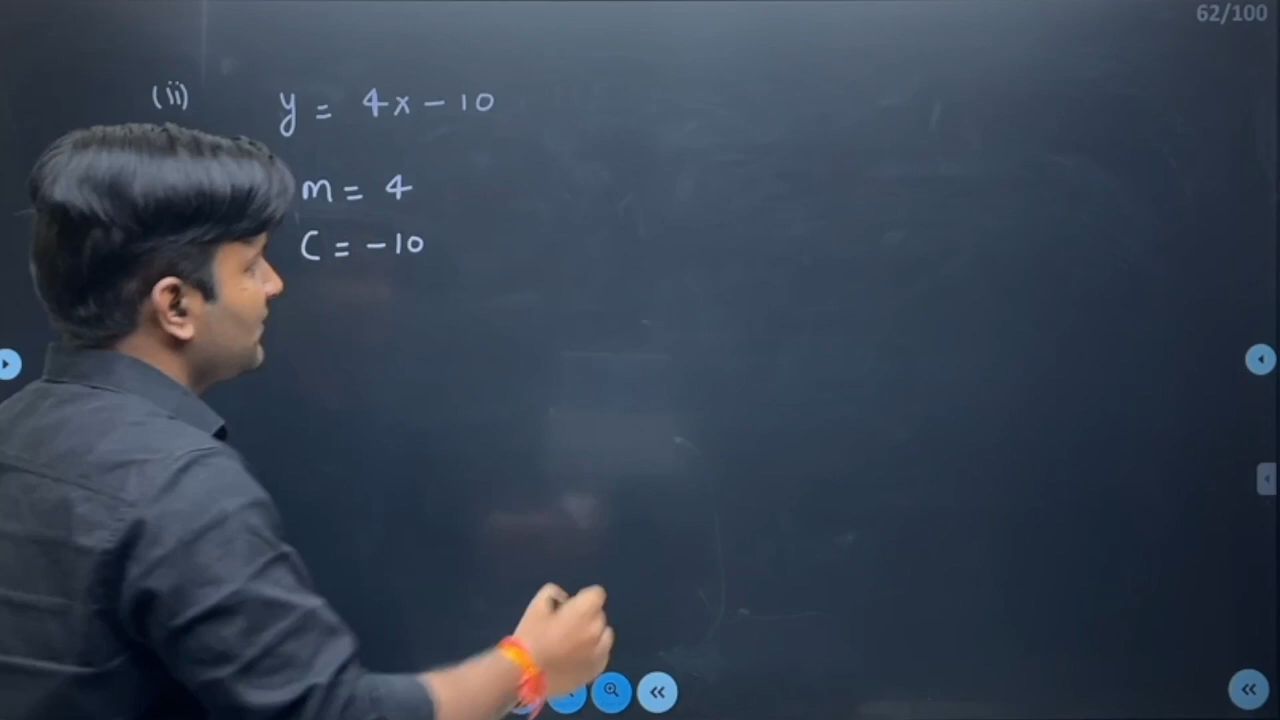 62/100
(ii) y = 4x - 10
m = 4
C = -10